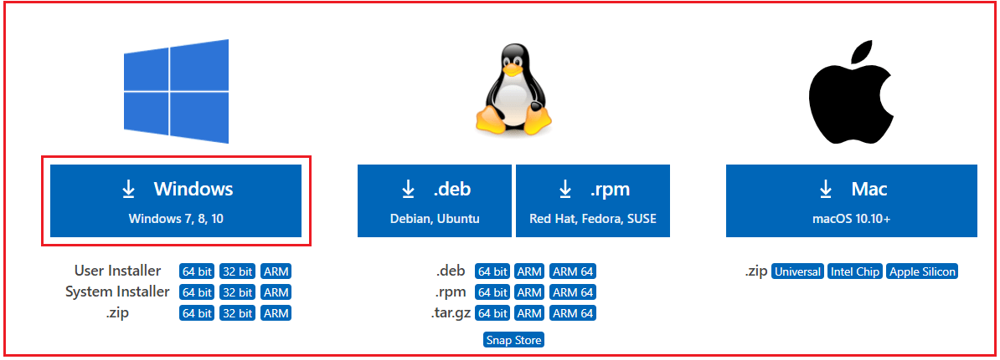 Windows
Windows 7, 8, 10
User Installer 64 bit 32 bit ARM
System Installer 64 bit 32 bit ARM
.zip 64 bit 32 bit ARM
.deb
Debian, Ubuntu
.rpm
Red Hat, Fedora, SUSE
.deb 64 bit ARM ARM 64
.rpm 64 bit ARM ARM 64
.tar.gz 64 bit ARM ARM 64
Snap Store
Mac
macOS 10.10+
.zip Universal Intel Chip Apple Silicon